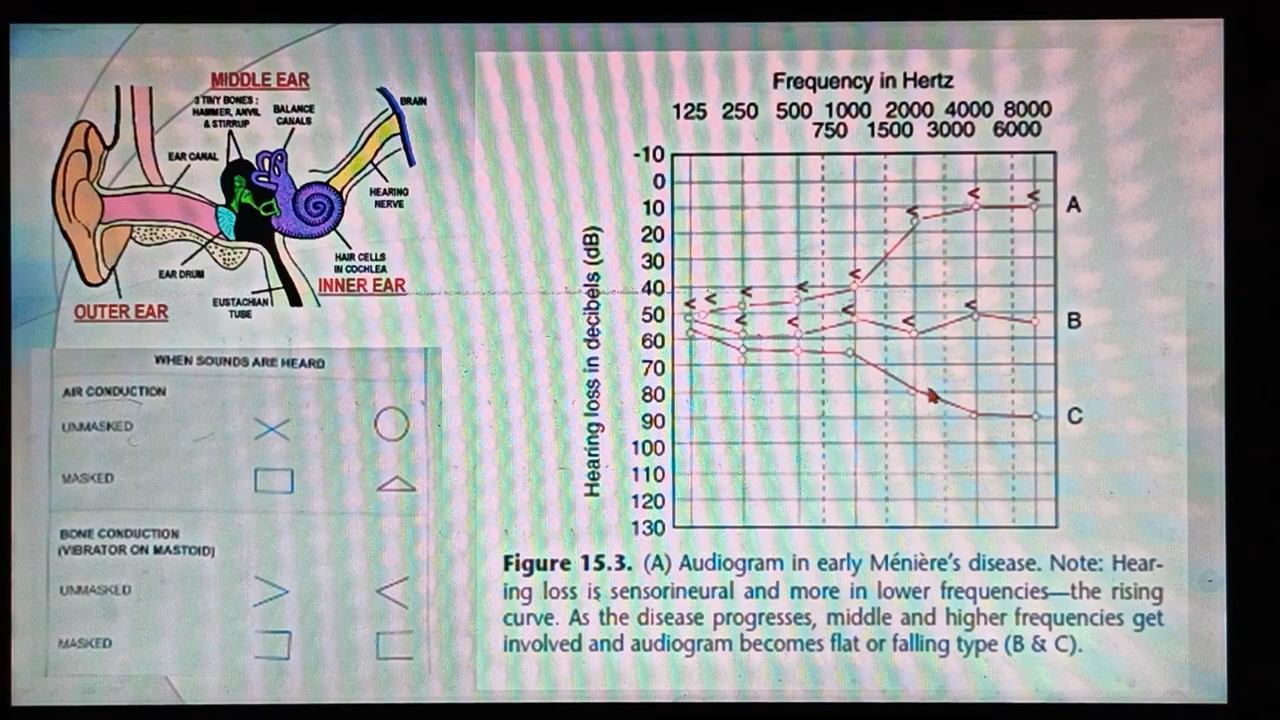 MIDDLE EAR
3 TINY BONES :
HAMMER, ANVIL
& STIRRUP
BALANCE
CANALS
BRAIN
EAR CANAL
HEARING
NERVE
EAR DRUM
HAIR CELLS
IN COCHLEA
INNER EAR
EUSTACHIAN
TUBE
OUTER EAR
WHEN SOUNDS ARE HEARD
AIR CONDUCTION
UNMASKED
MASKED
BONE CONDUCTION
(VIBRATOR ON MASTOID)
UNMASKED
MASKED
Frequency in Hertz
125 250 500 1000 2000 4000 8000
750 1500 3000 6000
Hearing loss in decibels (dB)
-10
0
10
20
30
40
50
60
70
80
90
100
110
120
130
A
B
C
Figure 15.3. (A) Audiogram in early Ménière's disease. Note: Hear-
ing loss is sensorineural and more in lower frequencies—the rising
curve. As the disease progresses, middle and higher frequencies get
involved and audiogram becomes flat or falling type (B & C).